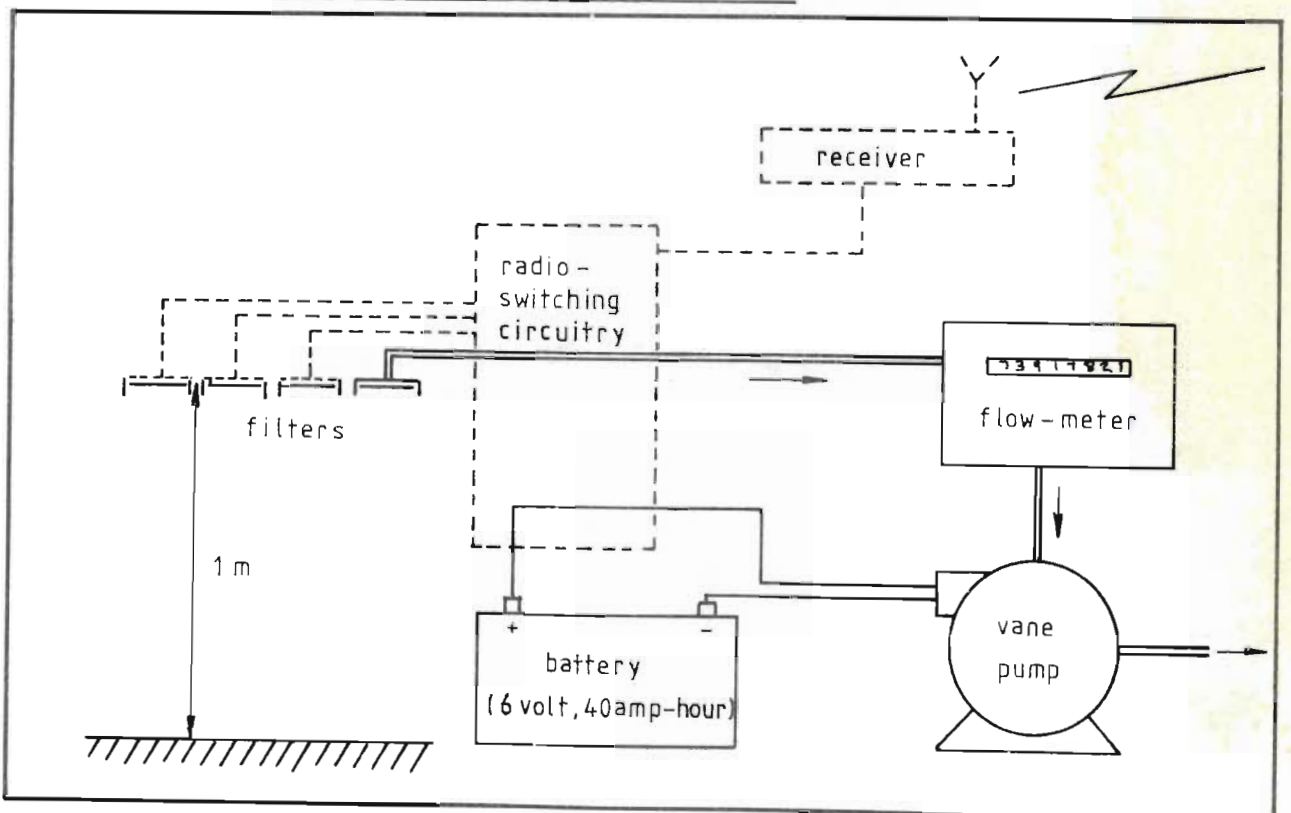 receiver
radio-
switching
circuitry
filters
flow-meter
1 m
+ -
battery
(6 volt, 40amp-hour)
vane
pump